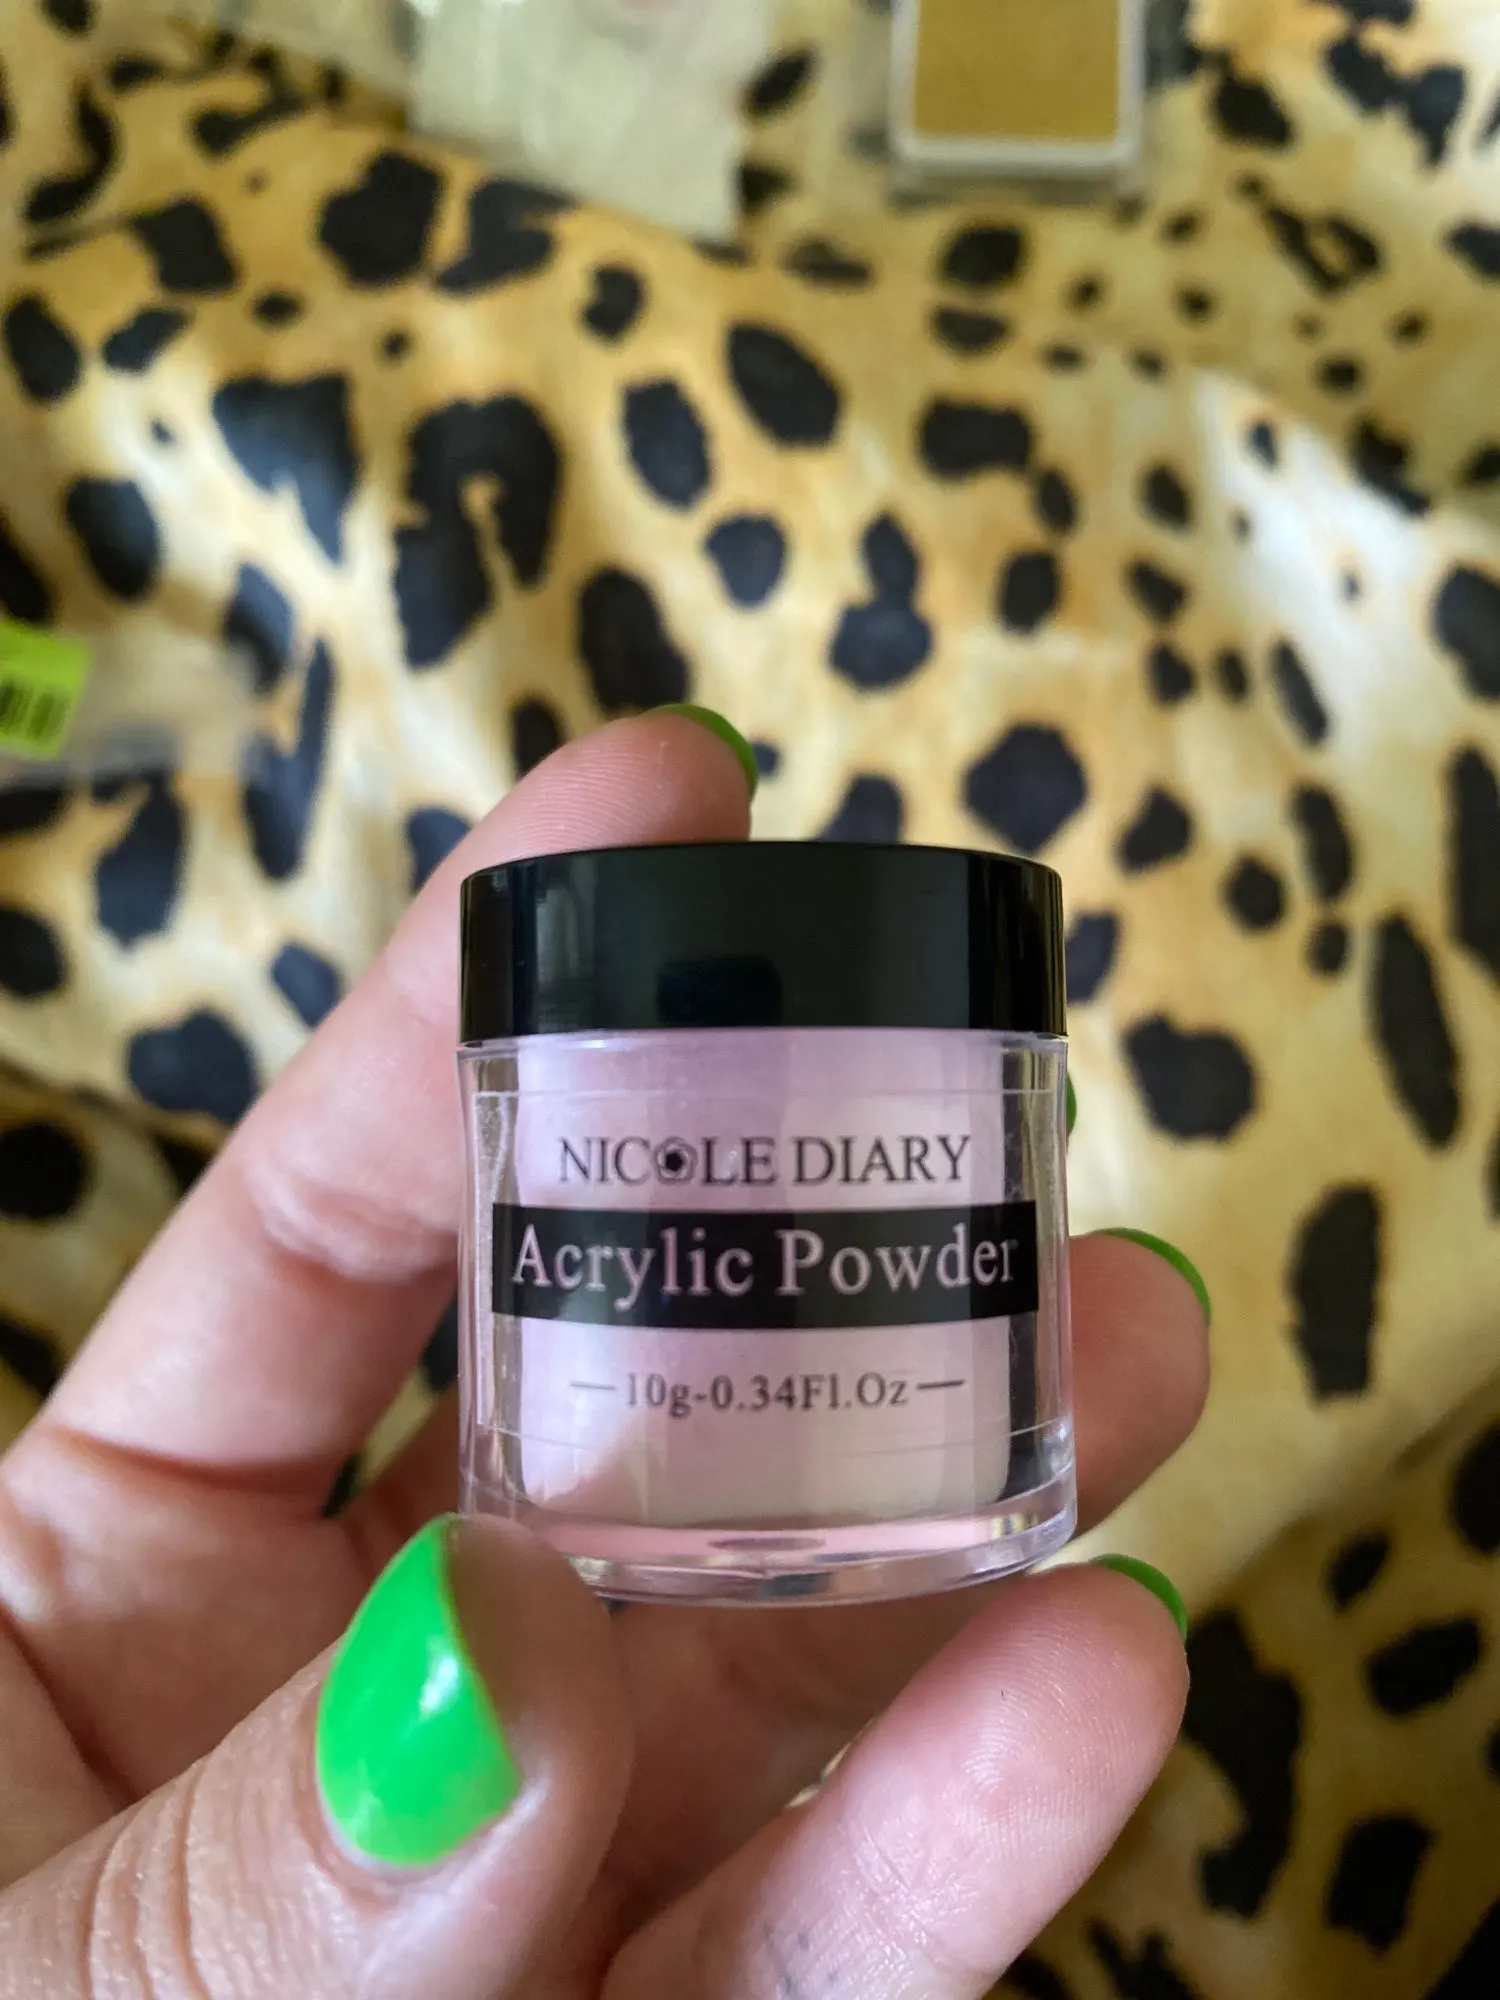 NICOLE DIARY
Acrylic Powder
10g-0.34Fl.Oz